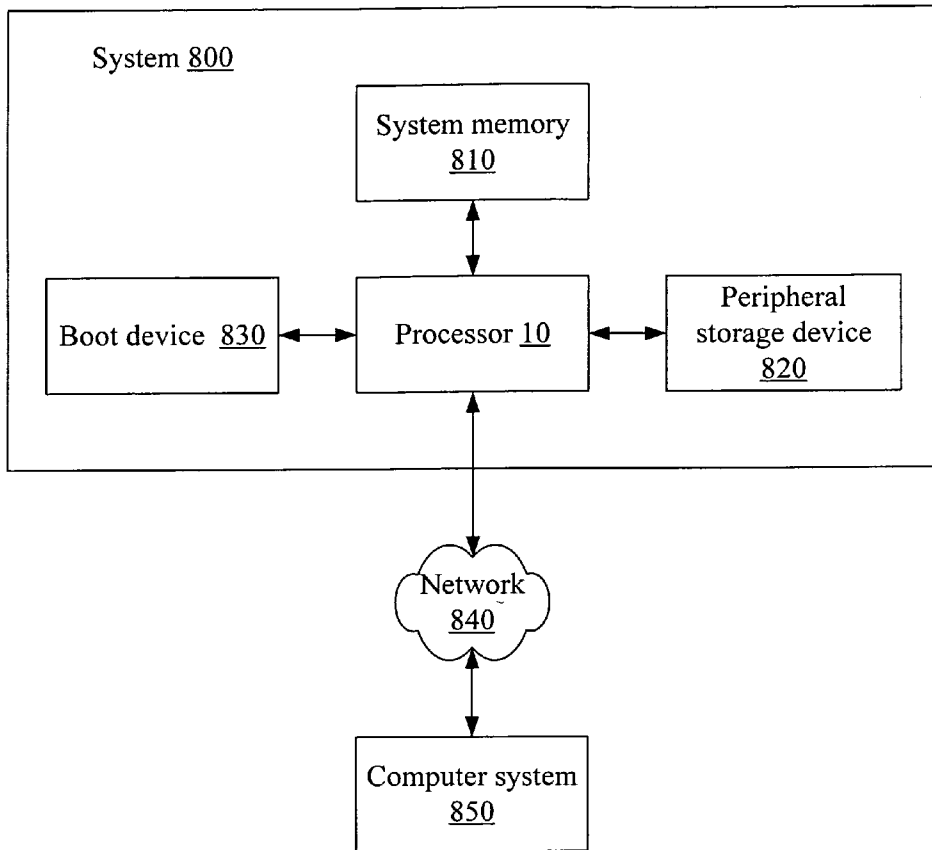 System 800
System memory
810
Boot device 830
Processor 10
Peripheral
storage device
820
Network
840
Computer system
850